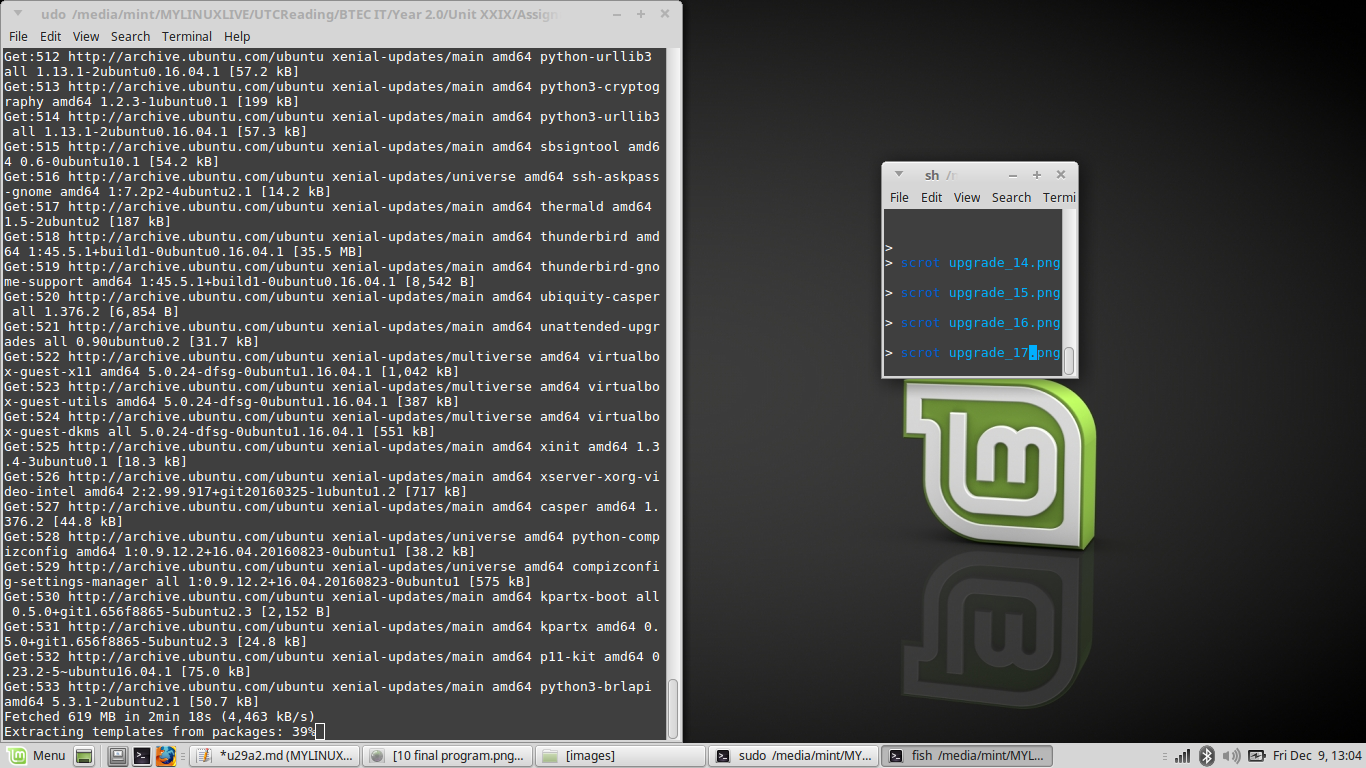 udo /media/mint/MYLINUXLIVE/UTCReading/BTEC IT/Year 2.0/Unit XXIX/Assign
File Edit View Search Terminal Help
Get:512 http://archive.ubuntu.com/ubuntu xenial-updates/main amd64 python-urllib3
all 1.13.1-2ubuntu0.16.04.1 [57.2 kB]
Get:513 http://archive.ubuntu.com/ubuntu xenial-updates/main amd64 python3-cryptog
raphy amd64 1.2.3-1ubuntu0.1 [199 kB]
Get:514 http://archive.ubuntu.com/ubuntu xenial-updates/main amd64 python3-urllib3
all 1.13.1-2ubuntu0.16.04.1 [57.3 kB]
Get:515 http://archive.ubuntu.com/ubuntu xenial-updates/main amd64 sbsigntool amd6
4 0.6-0ubuntu10.1 [54.2 kB]
Get:516 http://archive.ubuntu.com/ubuntu xenial-updates/universe amd64 ssh-askpass
-gnome amd64 1:7.2p2-4ubuntu2.1 [14.2 kB]
Get:517 http://archive.ubuntu.com/ubuntu xenial-updates/main amd64 thermald amd64
1.5-2ubuntu2 [187 kB]
Get:518 http://archive.ubuntu.com/ubuntu xenial-updates/main amd64 thunderbird amd
64 1:45.5.1+build1-0ubuntu0.16.04.1 [35.5 MB]
Get:519 http://archive.ubuntu.com/ubuntu xenial-updates/main amd64 thunderbird-gno
me-support amd64 1:45.5.1+build1-0ubuntu0.16.04.1 [8,542 B]
Get:520 http://archive.ubuntu.com/ubuntu xenial-updates/main amd64 ubiquity-casper
all 1.376.2 [6,854 B]
Get:521 http://archive.ubuntu.com/ubuntu xenial-updates/main amd64 unattended-upgr
ades all 0.90ubuntu0.2 [31.7 kB]
Get:522 http://archive.ubuntu.com/ubuntu xenial-updates/multiverse amd64 virtualbo
x-guest-x11 amd64 5.0.24-dfsg-0ubuntu1.16.04.1 [1,042 kB]
Get:523 http://archive.ubuntu.com/ubuntu xenial-updates/multiverse amd64 virtualbo
x-guest-utils amd64 5.0.24-dfsg-0ubuntu1.16.04.1 [387 kB]
Get:524 http://archive.ubuntu.com/ubuntu xenial-updates/multiverse amd64 virtualbo
x-guest-dkms all 5.0.24-dfsg-0ubuntu1.16.04.1 [551 kB]
Get:525 http://archive.ubuntu.com/ubuntu xenial-updates/main amd64 xinit amd64 1.3
.4-3ubuntu0.1 [18.3 kB]
Get:526 http://archive.ubuntu.com/ubuntu xenial-updates/main amd64 xserver-xorg-vi
deo-intel amd64 2:2.99.917+git20160325-1ubuntu1.2 [717 kB]
Get:527 http://archive.ubuntu.com/ubuntu xenial-updates/main amd64 casper amd64 1.
376.2 [44.8 kB]
Get:528 http://archive.ubuntu.com/ubuntu xenial-updates/universe amd64 python-comp
izconfig amd64 1:0.9.12.2+16.04.20160823-0ubuntu1 [38.2 kB]
Get:529 http://archive.ubuntu.com/ubuntu xenial-updates/universe amd64 compizconfi
g-settings-manager all 1:0.9.12.2+16.04.20160823-0ubuntu1 [575 kB]
Get:530 http://archive.ubuntu.com/ubuntu xenial-updates/main amd64 kpartx-boot all
0.5.0+git1.656f8865-5ubuntu2.3 [2,152 B]
Get:531 http://archive.ubuntu.com/ubuntu xenial-updates/main amd64 kpartx amd64 0.
5.0+git1.656f8865-5ubuntu2.3 [24.8 kB]
Get:532 http://archive.ubuntu.com/ubuntu xenial-updates/main amd64 p11-kit amd64 0
.23.2-5~ubuntu16.04.1 [75.0 kB]
Get:533 http://archive.ubuntu.com/ubuntu xenial-updates/main amd64 python3-brlapi
amd64 5.3.1-2ubuntu2.1 [50.7 kB]
Fetched 619 MB in 2min 18s (4,463 kB/s)
Extracting templates from packages: 39%
sh /n
File Edit View Search Termi
>
> scrot upgrade_14.png
> scrot upgrade_15.png
> scrot upgrade_16.png
> scrot upgrade_17.png
Menu
*u29a2.md (MYLINUX...
[10 final program.png...
[images]
sudo /media/mint/MY...
fish /media/mint/MYL...
Fri Dec 9, 13:04